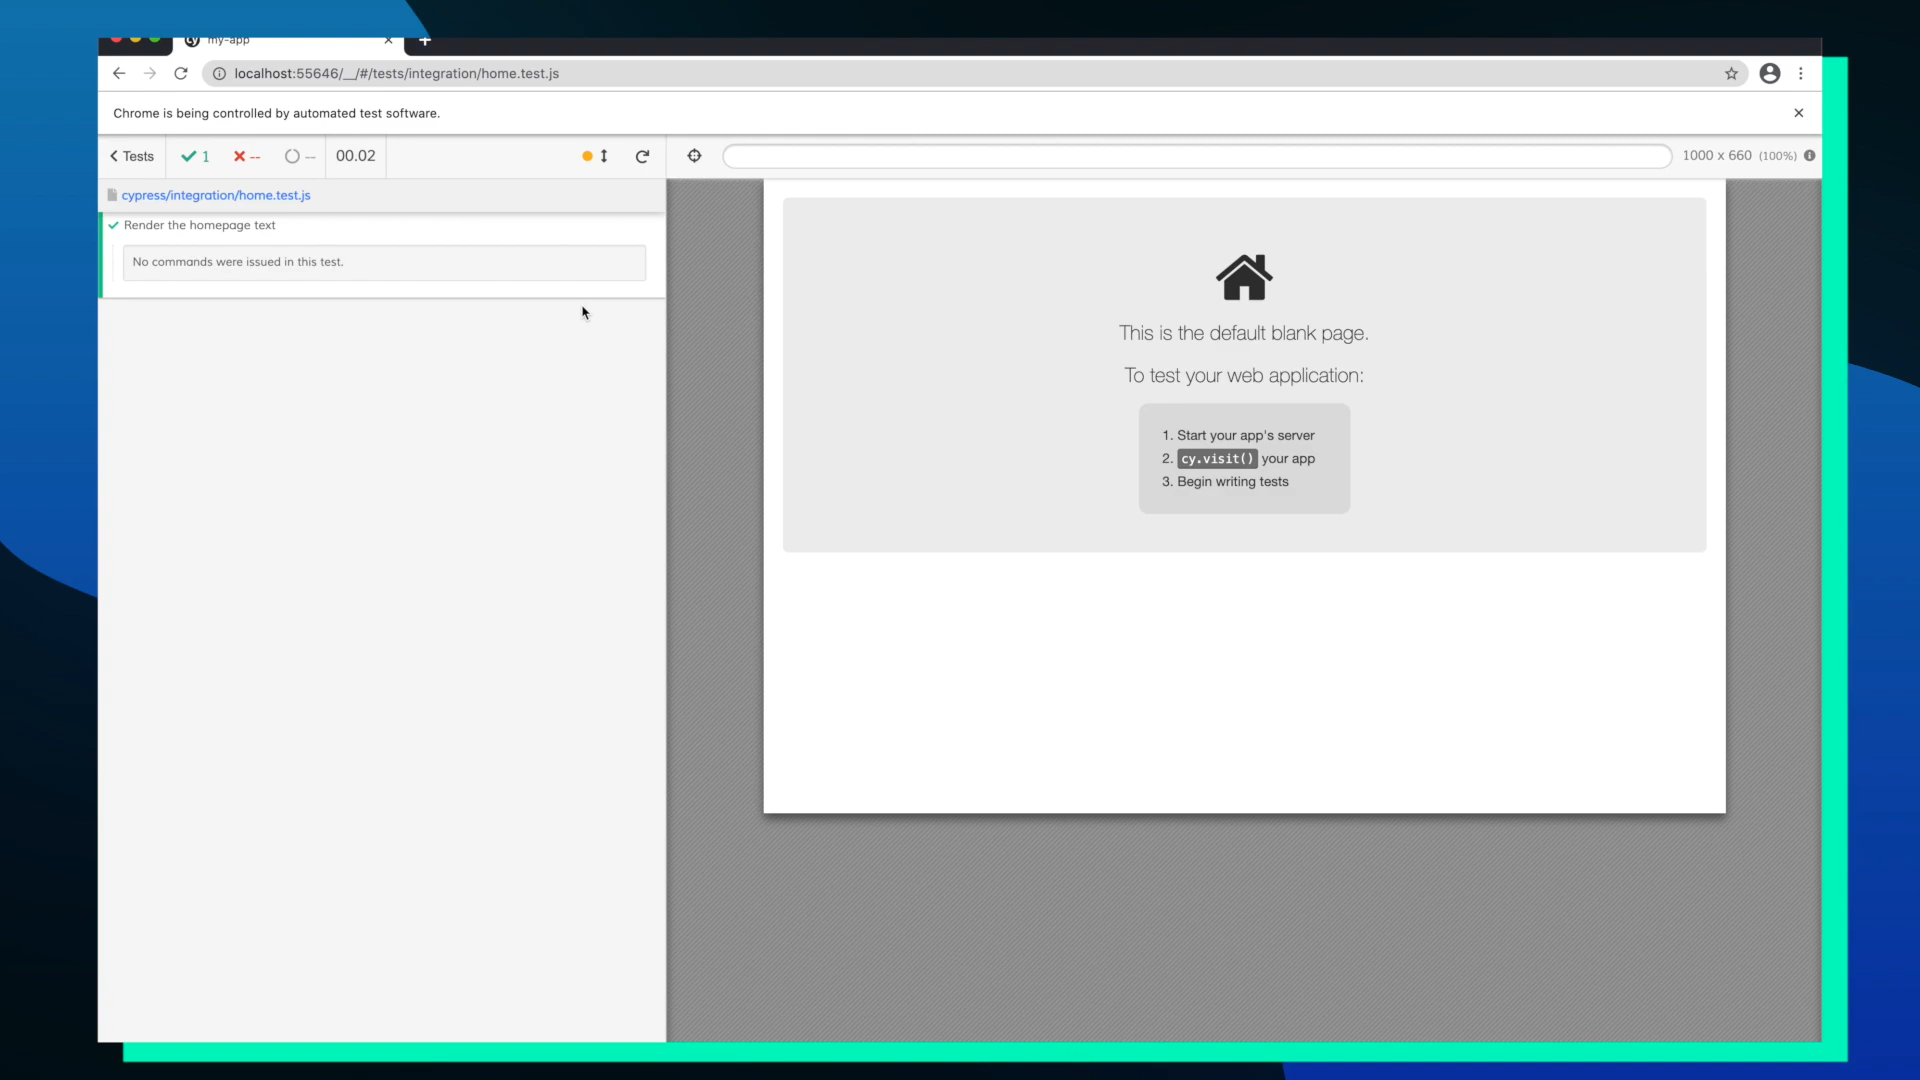 my-app
localhost:55646/__/#/tests/integration/home.test.js
Chrome is being controlled by automated test software.
Tests 1 -- -- 00.02 1000 x 660 (100%)
cypress/integration/home.test.js
Render the homepage text
No commands were issued in this test.
This is the default blank page.
To test your web application:
1. Start your app's server
2. cy.visit() your app
3. Begin writing tests